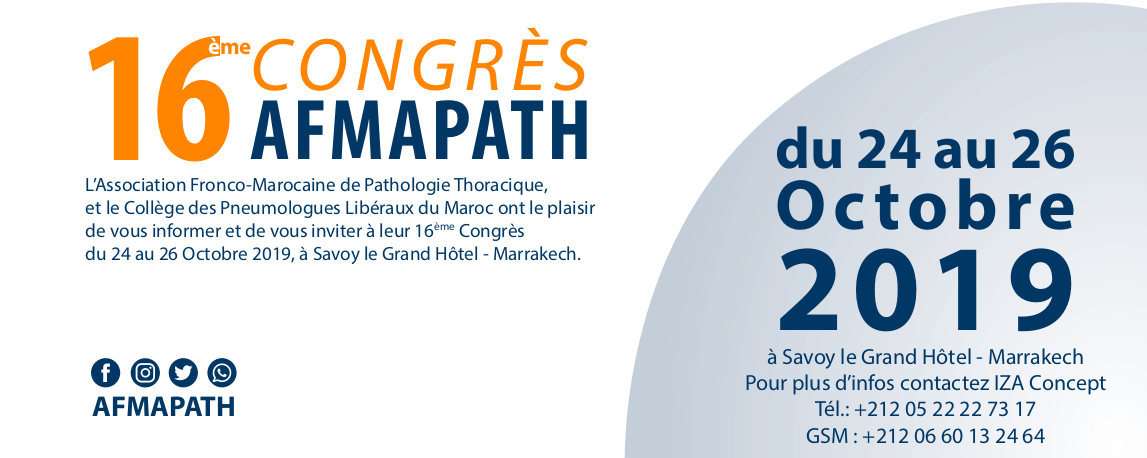 16ème CONGRÈS
AFMAPATH
L'Association Fronco-Marocaine de Pathologie Thoracique,
et le Collège des Pneumologues Libéraux du Maroc ont le plaisir
de vous informer et de vous inviter à leur 16ème Congrès
du 24 au 26 Octobre 2019, à Savoy le Grand Hôtel - Marrakech.
AFMAPATH
du 24 au 26
Octobre
2019
à Savoy le Grand Hôtel - Marrakech
Pour plus d'infos contactez IZA Concept
Tél.: +212 05 22 22 73 17
GSM : +212 06 60 13 24 64